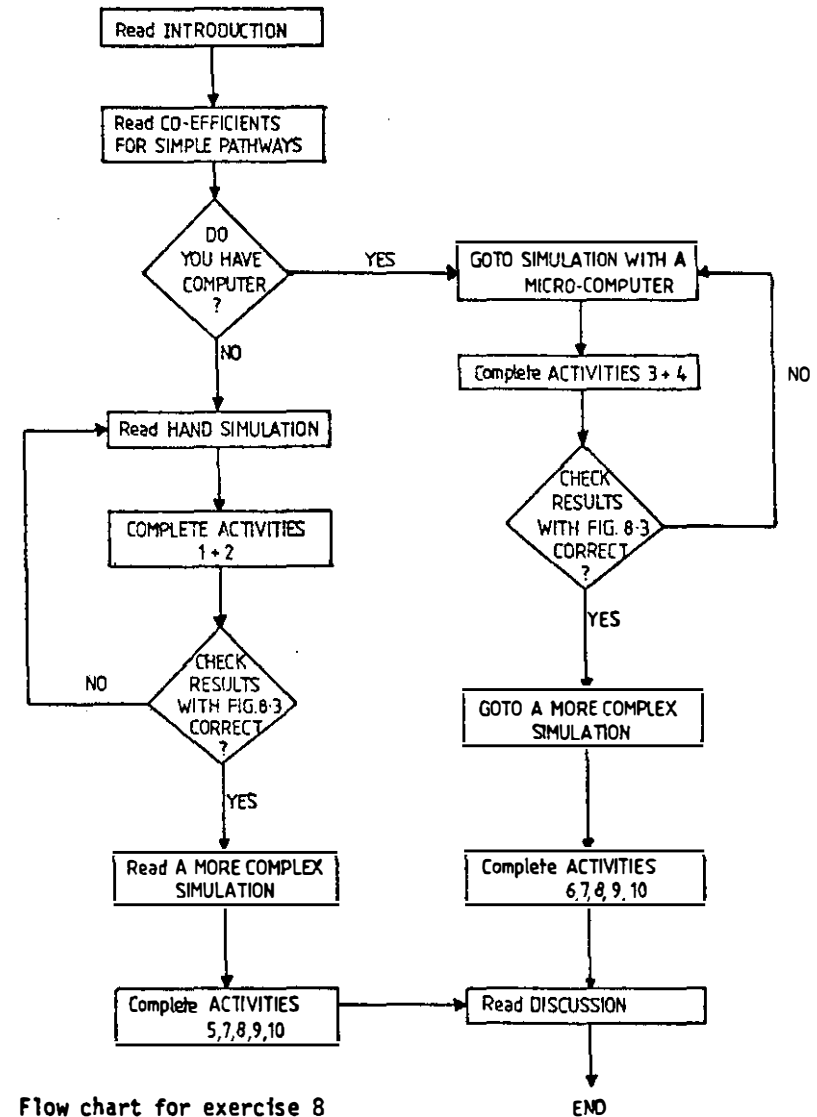 Read INTRODUCTION
Read CO-EFFICIENTS
FOR SIMPLE PATHWAYS
DO
YOU HAVE
COMPUTER
?
YES
NO
GOTO SIMULATION WITH A
MICRO-COMPUTER
Complete ACTIVITIES 3 + 4
NO
CHECK
RESULTS
WITH FIG. 8·3
CORRECT
?
YES
GOTO A MORE COMPLEX
SIMULATION
Complete ACTIVITIES
6,7,8,9,10
Read HAND SIMULATION
COMPLETE ACTIVITIES
1 + 2
CHECK
RESULTS
WITH FIG.8·3
CORRECT
?
NO
YES
Read A MORE COMPLEX
SIMULATION
Complete ACTIVITIES
5,7,8,9,10
Read DISCUSSION
END
Flow chart for exercise 8